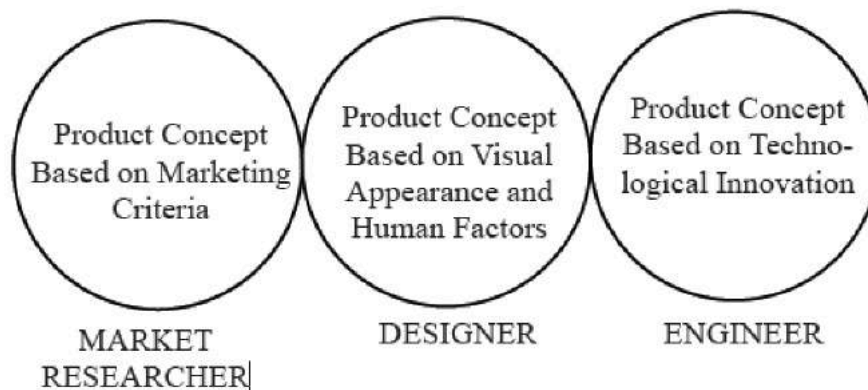 Product Concept
Based on Marketing
Criteria
Product Concept
Based on Visual
Appearance and
Human Factors
Product Concept
Based on Techno-
logical Innovation
MARKET
RESEARCHER
DESIGNER
ENGINEER